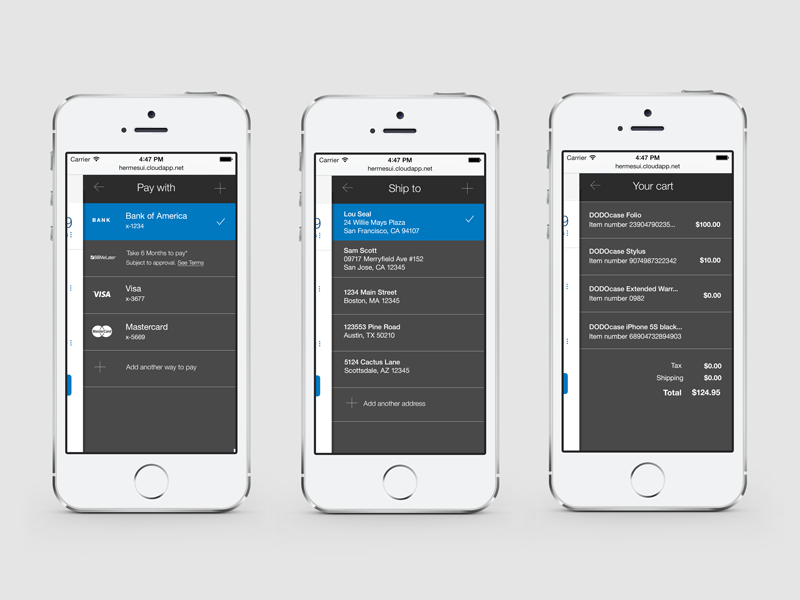 Carrier 4:47 PM
hermesui.cloudapp.net
Pay with
BANK Bank of America
x-1234
BillMeLater Take 6 Months to pay*
Subject to approval. See Terms
VISA Visa
x-3677
MasterCard Mastercard
x-5669
Add another way to pay
9
Carrier 4:47 PM
hermesui.cloudapp.net
Ship to
Lou Seal
24 Willie Mays Plaza
San Francisco, CA 94107
Sam Scott
09717 Merryfield Ave #152
San Jose, CA 12345
1234 Main Street
Boston, MA 12345
123553 Pine Road
Austin, TX 50210
5124 Cactus Lane
Scottsdale, AZ 12345
Add another address
9
Carrier 4:47 PM
hermesui.cloudapp.net
Your cart
DODOcase Folio
Item number 23904790235... $100.00
DODOcase Stylus
Item number 9074987322342 $10.00
DODOcase Extended Warr...
Item number 0982 $0.00
DODOcase iPhone 5S black...
Item number 68904732894903
Tax $0.00
Shipping $0.00
Total $124.95